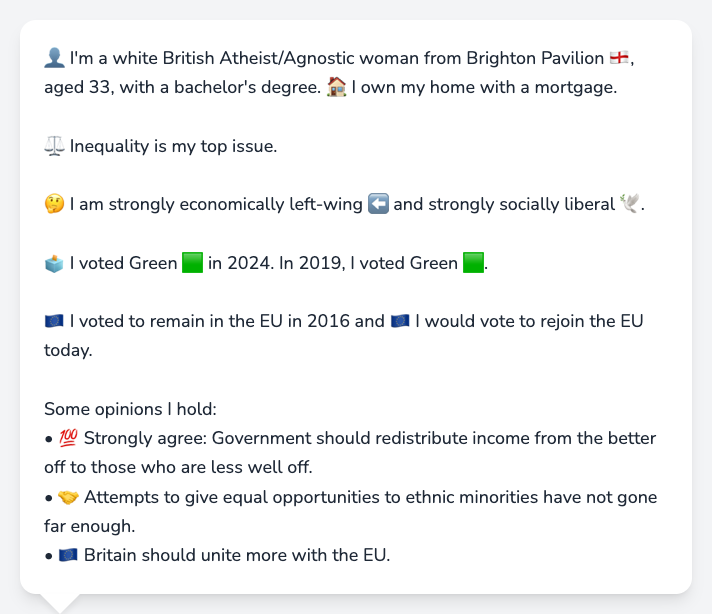 👤 I'm a white British Atheist/Agnostic woman from Brighton Pavilion 🏴󠁧󠁢󠁥󠁮󠁧󠁿,
aged 33, with a bachelor's degree. 🏠 I own my home with a mortgage.
⚖️ Inequality is my top issue.
🤔 I am strongly economically left-wing ⬅️ and strongly socially liberal 🕊️.
🗳️ I voted Green 🟩 in 2024. In 2019, I voted Green 🟩.
🇪🇺 I voted to remain in the EU in 2016 and 🇪🇺 I would vote to rejoin the EU
today.
Some opinions I hold:
• 💯 Strongly agree: Government should redistribute income from the better
off to those who are less well off.
• 🤝 Attempts to give equal opportunities to ethnic minorities have not gone
far enough.
• 🇪🇺 Britain should unite more with the EU.